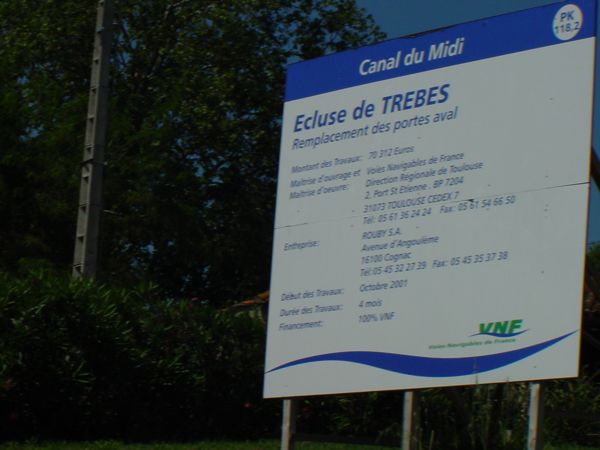 PK
118,2
Canal du Midi
Ecluse de TREBES
Remplacement des portes aval
Montant des Travaux: 70 312 Euros
Maîtrise d'ouvrage et Voies Navigables de France
Maîtrise d'oeuvre: Direction Régionale de Toulouse
2, Port St Etienne . BP 7204
31073 TOULOUSE CEDEX 7
Tél: 05 61 36 24 24 Fax: 05 61 54 66 50
Entreprise: ROUBY S.A.
Avenue d'Angoulème
16100 Cognac
Tél:05 45 32 27 39 Fax: 05 45 35 37 38
Début des Travaux: Octobre 2001
Durée des Travaux: 4 mois
Financement: 100% VNF
VNF
Voies Navigables de France